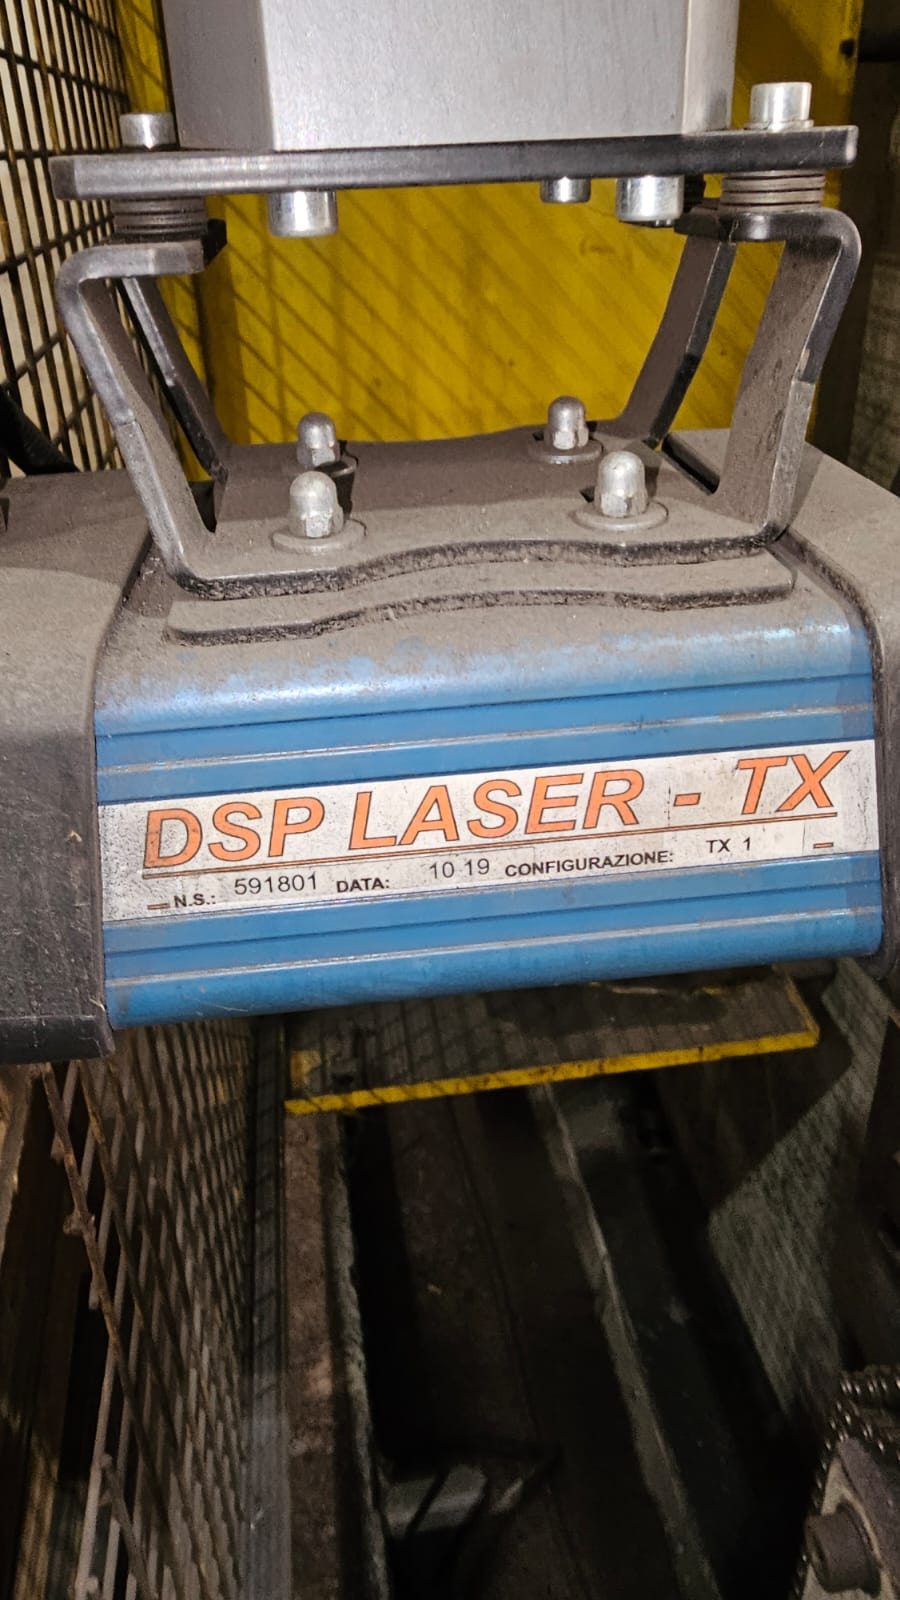 DSP LASER - TX
N.S.: 591801 DATA: 10 19 CONFIGURAZIONE: TX 1